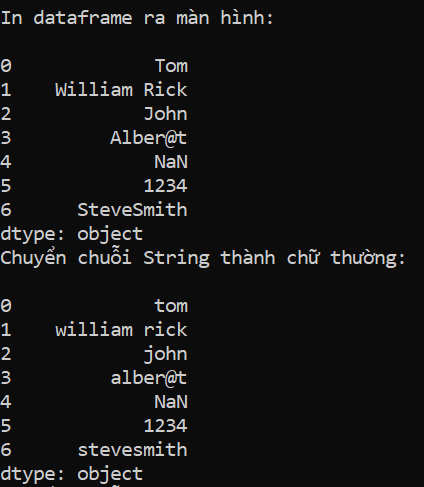 In dataframe ra màn hình:
0 Tom
1 William Rick
2 John
3 Alber@t
4 NaN
5 1234
6 SteveSmith
dtype: object
Chuyển chuỗi String thành chữ thường:
0 tom
1 william rick
2 john
3 alber@t
4 NaN
5 1234
6 stevesmith
dtype: object